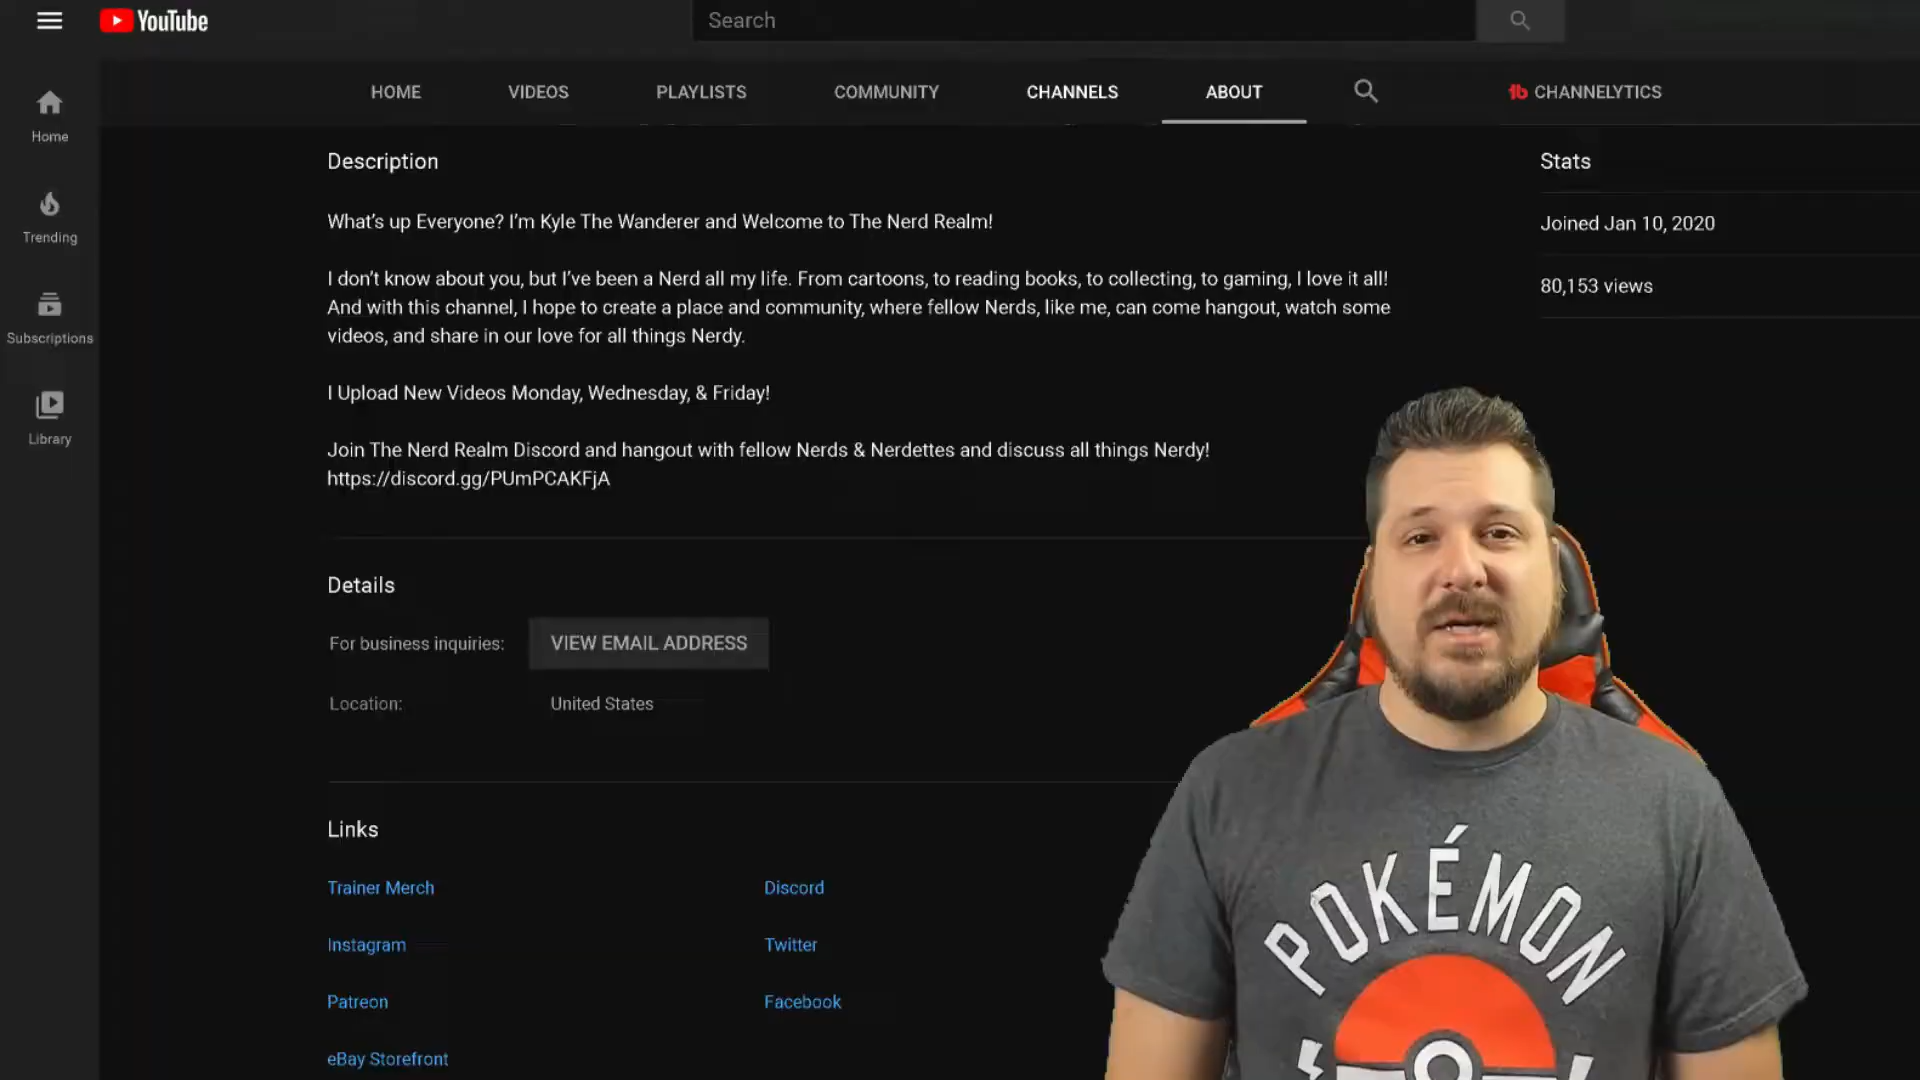 YouTube
Search
HOME VIDEOS PLAYLISTS COMMUNITY CHANNELS ABOUT CHANNELYTICS
Home
Trending
Subscriptions
Library
Description
What's up Everyone? I'm Kyle The Wanderer and Welcome to The Nerd Realm!
I don't know about you, but I've been a Nerd all my life. From cartoons, to reading books, to collecting, to gaming, I love it all!
And with this channel, I hope to create a place and community, where fellow Nerds, like me, can come hangout, watch some
videos, and share in our love for all things Nerdy.
I Upload New Videos Monday, Wednesday, & Friday!
Join The Nerd Realm Discord and hangout with fellow Nerds & Nerdettes and discuss all things Nerdy!
https://discord.gg/PUmPCAKFjA
Stats
Joined Jan 10, 2020
80,153 views
Details
For business inquiries: VIEW EMAIL ADDRESS
Location: United States
Links
Trainer Merch Discord
Instagram Twitter
Patreon Facebook
eBay Storefront
POKÉMON